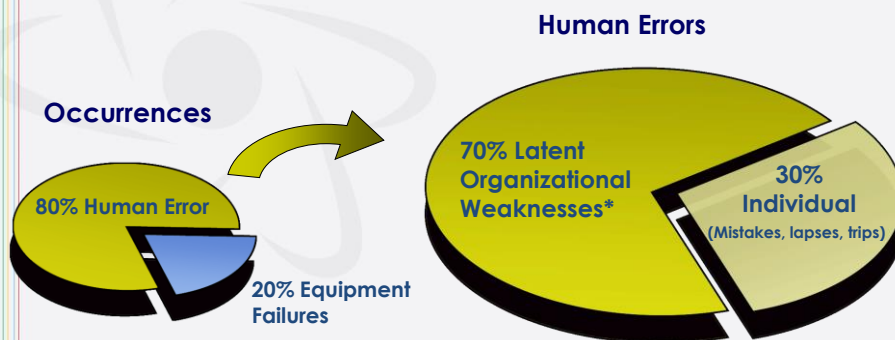 Human Errors
Occurrences
80% Human Error
20% Equipment
Failures
70% Latent
Organizational
Weaknesses*
30%
Individual
(Mistakes, lapses, trips)